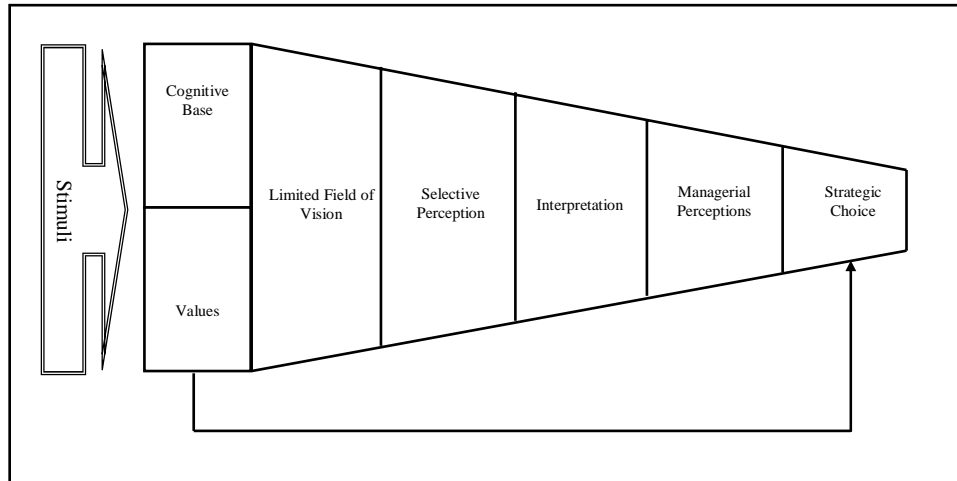 Stimuli
Cognitive
Base
Values
Limited Field of
Vision
Selective
Perception
Interpretation
Managerial
Perceptions
Strategic
Choice